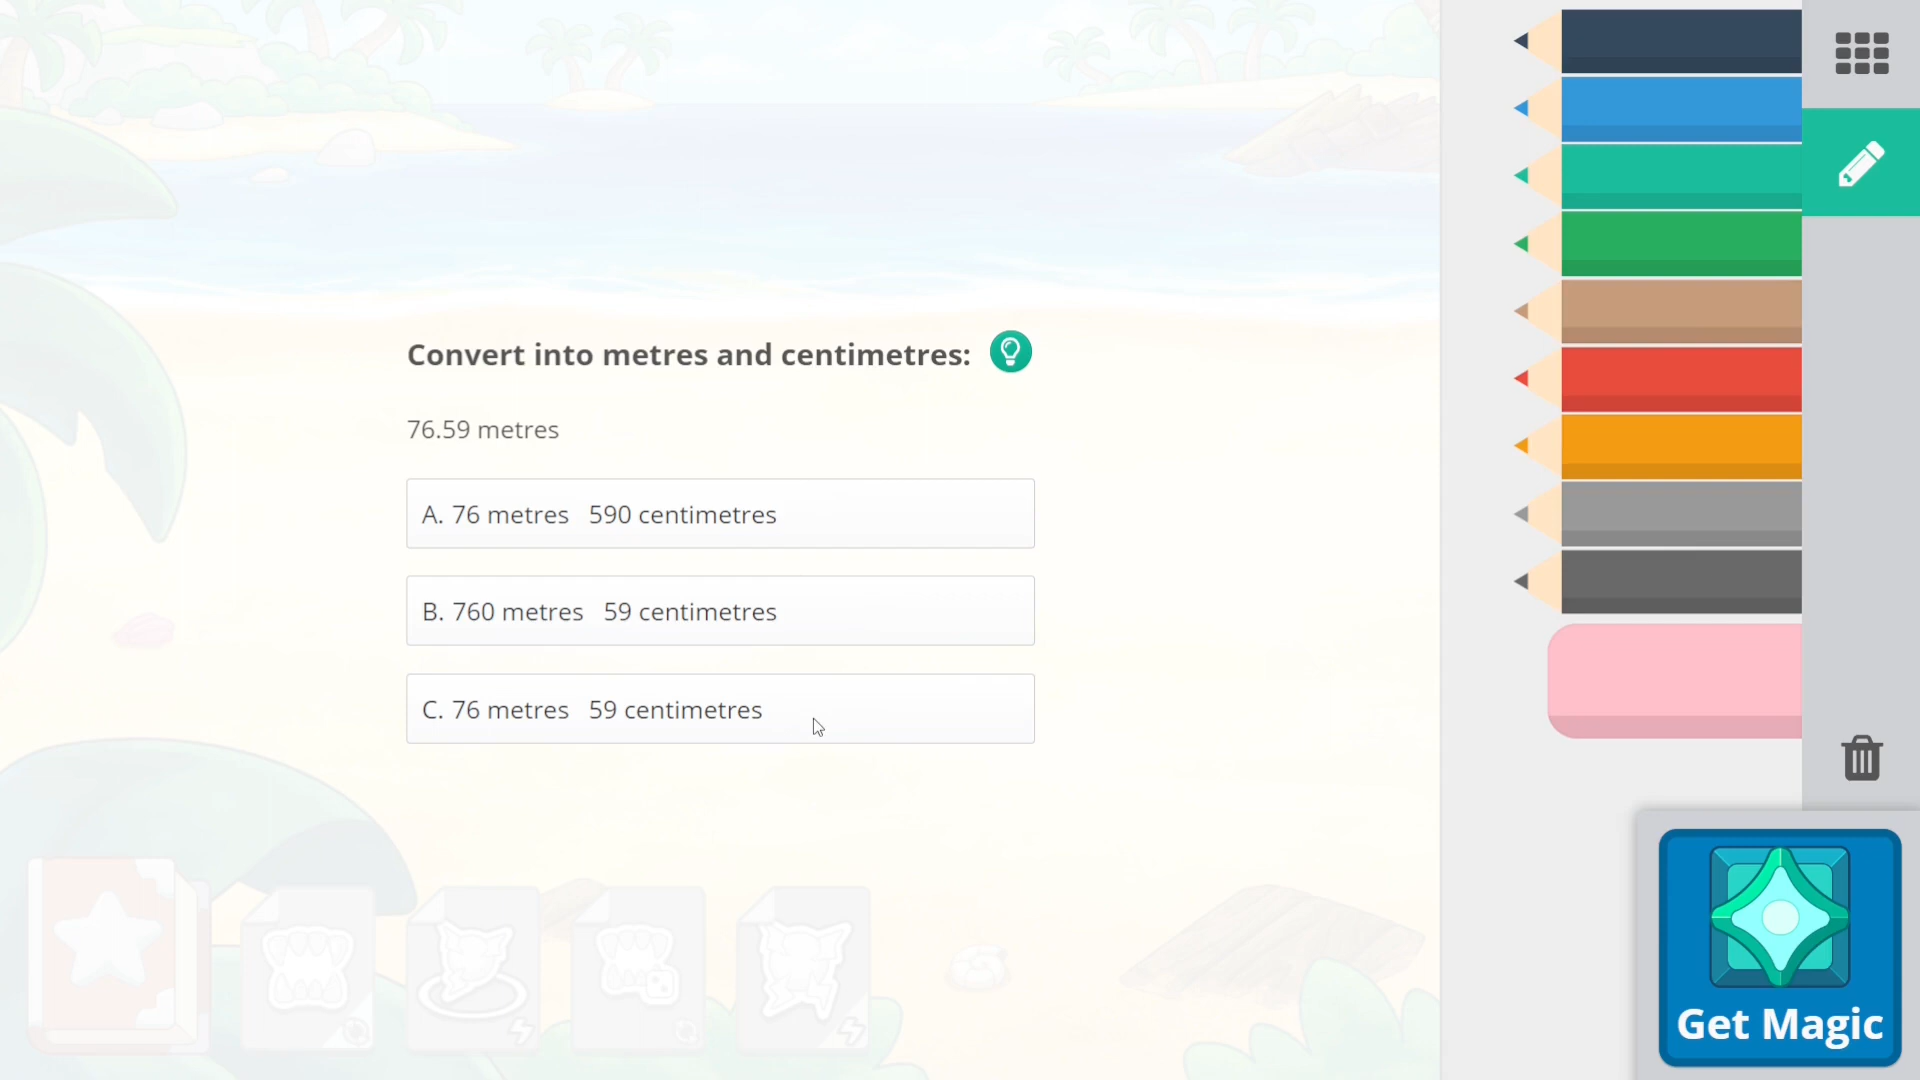 Convert into metres and centimetres:
76.59 metres
A. 76 metres 590 centimetres
B. 760 metres 59 centimetres
C. 76 metres 59 centimetres
Get Magic